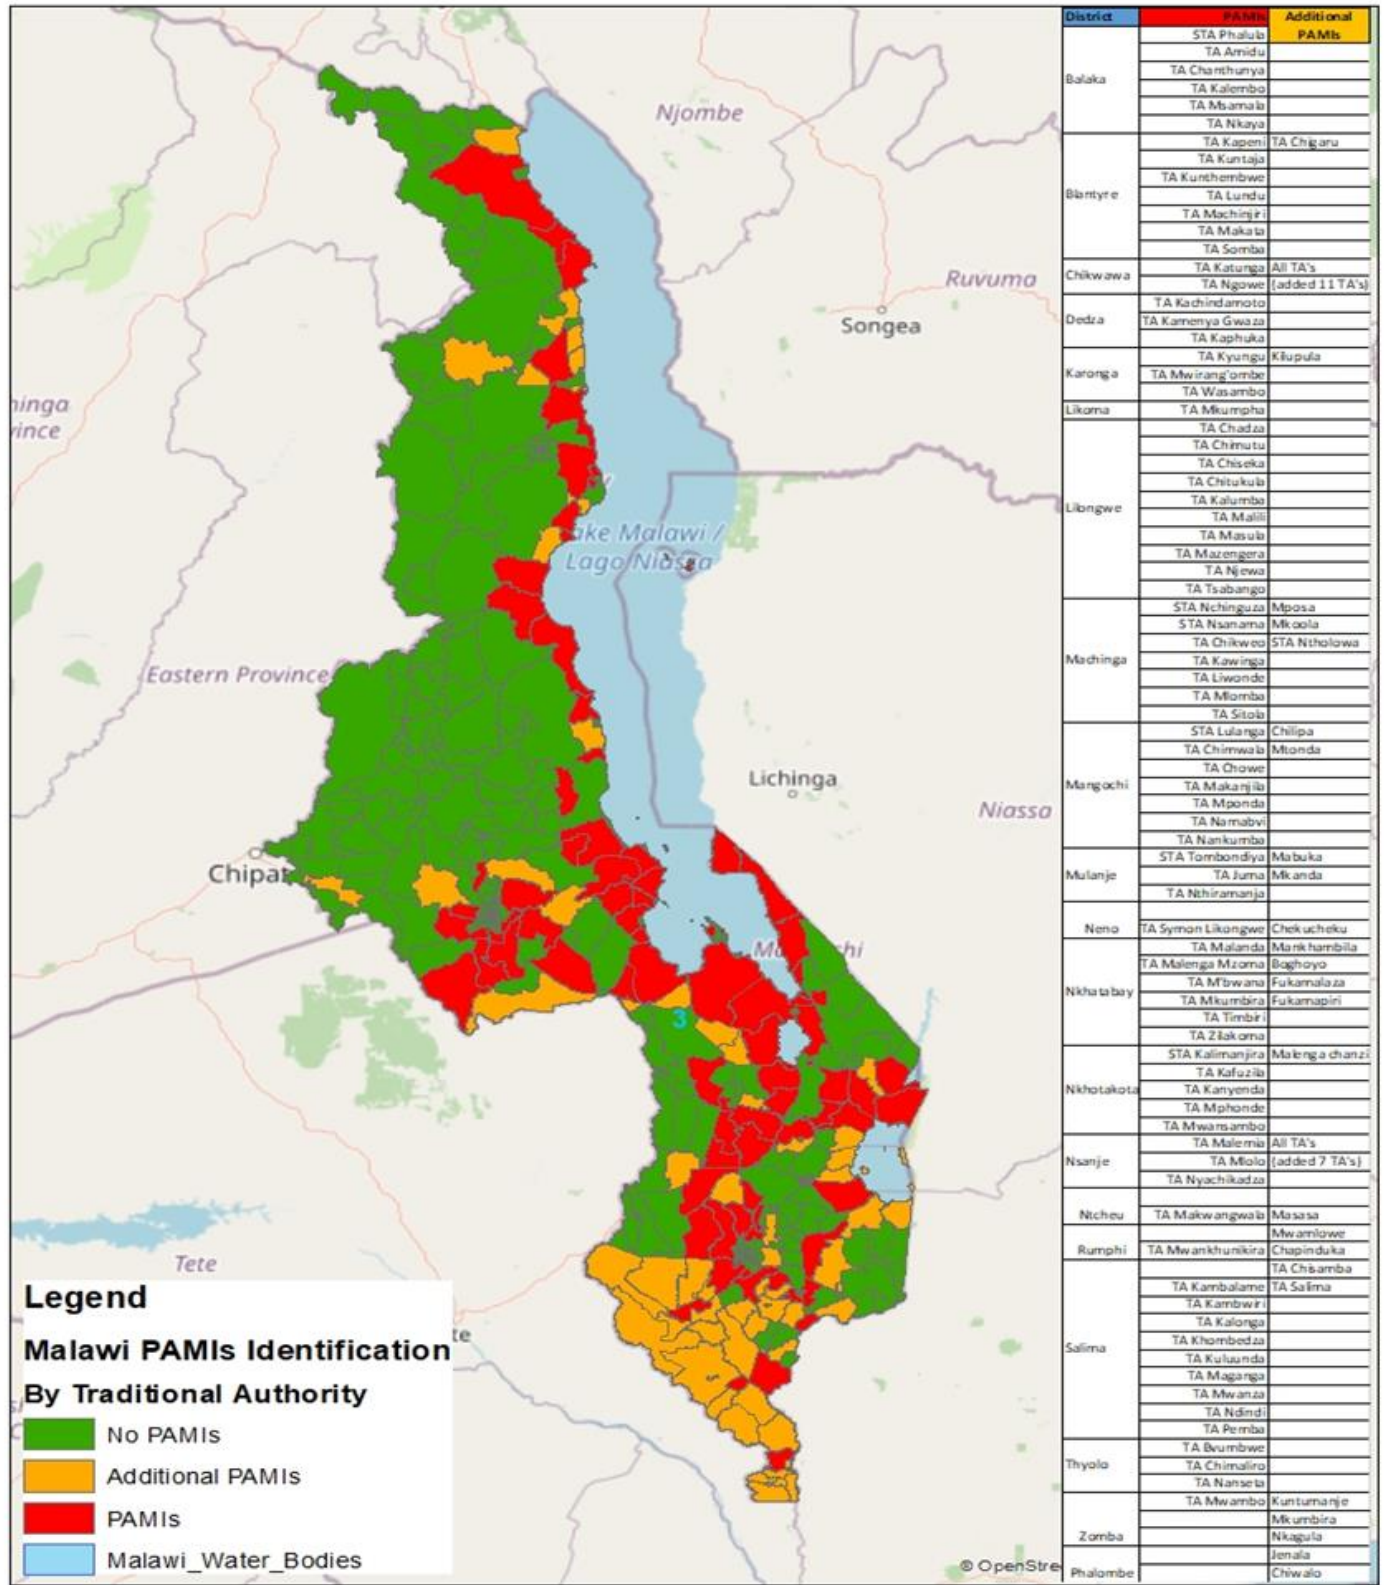 Njombe
Ruvuma
Songea
hinga
vince
ake Malawi /
Lago Niassa
Eastern Province
Lichinga
Niassa
Chipat
Ma
chi
3
Tete
te
Legend
Malawi PAMIs Identification
By Traditional Authority
No PAMIs
Additional PAMIs
PAMIs
Malawi_Water_Bodies
© OpenStre
District PAMIs Additional PAMIs
Balaka STA Phalula
TA Amidu
TA Chanthunya
TA Kalembo
TA Msamala
TA Nkaya
Blantyre TA Kapeni TA Chigaru
TA Kuntaja
TA Kunthembwe
TA Lundu
TA Machinjiri
TA Makata
TA Somba
Chikwawa TA Katunga All TA's
TA Ngowe (added 11 TA's)
Dedza TA Kachindamoto
TA Kamenya Gwaza
TA Kaphuka
Karonga TA Kyungu Kilupula
TA Mwirang'ombe
TA Wasambo
Likoma TA Mkumpha
Lilongwe TA Chadza
TA Chimutu
TA Chiseka
TA Chitukula
TA Kalumba
TA Malili
TA Masula
TA Mazengera
TA Njewa
TA Tsabango
Machinga STA Nchinguza Mposa
STA Nsanama Mkoola
TA Chikweo STA Ntholowa
TA Kawinga
TA Liwonde
TA Mlomba
TA Sitola
Mangochi STA Lulanga Chilipa
TA Chimwala Mtonda
TA Chowe
TA Makanjila
TA Mponda
TA Namabvi
TA Nankumba
Mulanje STA Tombondiya Mabuka
TA Juma Mkanda
TA Nthiramanja
Neno TA Symon Likongwe Chekucheku
Nkhatabay TA Malanda Mankhambila
TA Malenga Mzoma Boghoyo
TA M'bwana Fukamalaza
TA Mkumbira Fukamapiri
TA Timbiri
TA Zilakoma
Nkhotakota STA Kalimanjira Malenga chanzi
TA Kafuzila
TA Kanyenda
TA Mphonde
TA Mwansambo
Nsanje TA Malemia All TA's
TA Mlolo (added 7 TA's)
TA Nyachikadza
Ntcheu TA Makwangwala Masasa
Mwamlowe
Rumphi TA Mwankhunikira Chapinduka
TA Chisamba
Salima TA Kambalame TA Salima
TA Kambwiri
TA Kalonga
TA Khombedza
TA Kuluunda
TA Maganga
TA Mwanza
TA Ndindi
TA Pemba
Thyolo TA Bvumbwe
TA Chimaliro
TA Nanseta
Zomba TA Mwambo Kuntumanje
Mkumbira
Nkagula
Jenala
Phalombe Chiwalo